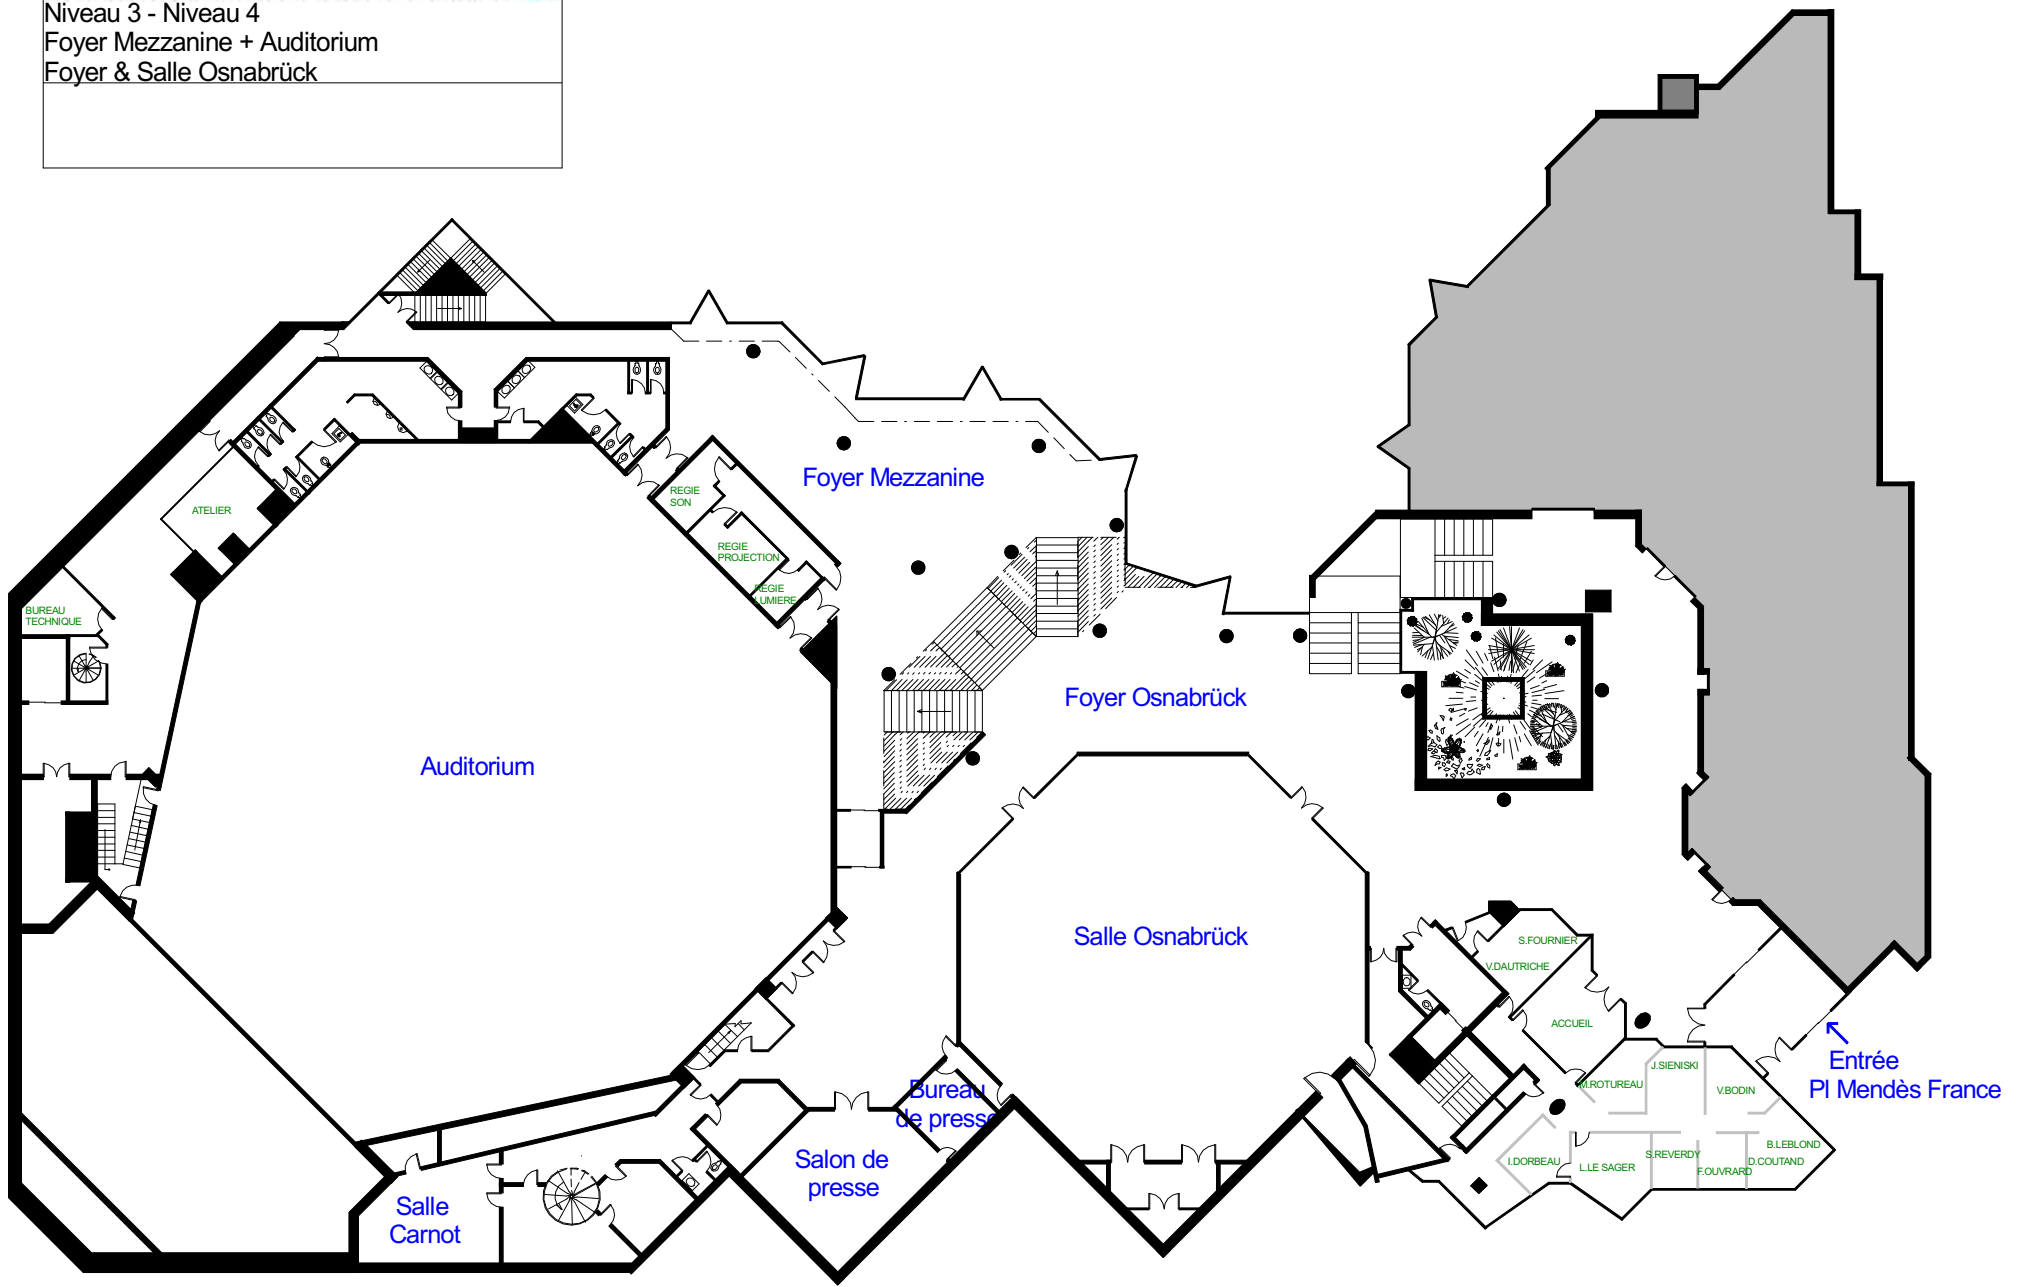 Niveau 3 - Niveau 4
Foyer Mezzanine + Auditorium
Foyer & Salle Osnabrück
Foyer Mezzanine
REGIE
SON
ATELIER
REGIE
PROJECTION
REGIE
LUMIERE
BUREAU
TECHNIQUE
Foyer Osnabrück
Auditorium
Salle Osnabrück
S.FOURNIER
V.DAUTRICHE
ACCUEIL
Entrée
Pl Mendès France
J.SIENISKI
M.ROTUREAU
V.BODIN
Bureau
de presse
B.LEBLOND
D.COUTAND
S.REVERDY
F.OUVRARD
I.DORBEAU
L.LE SAGER
Salon de
presse
Salle
Carnot